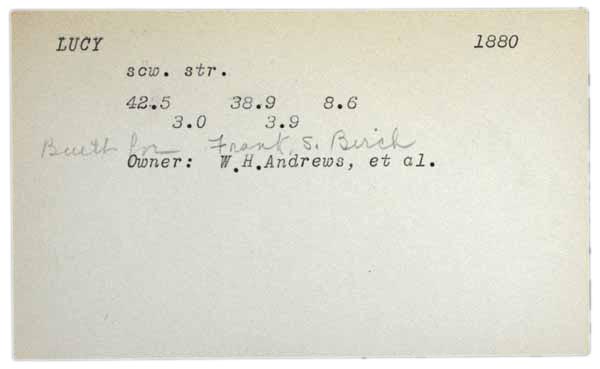 LUCY 1880
scw. str.
42.5 38.9 8.6
3.0 3.9
Built for Frank S. Birch
Owner: W.H.Andrews, et al.